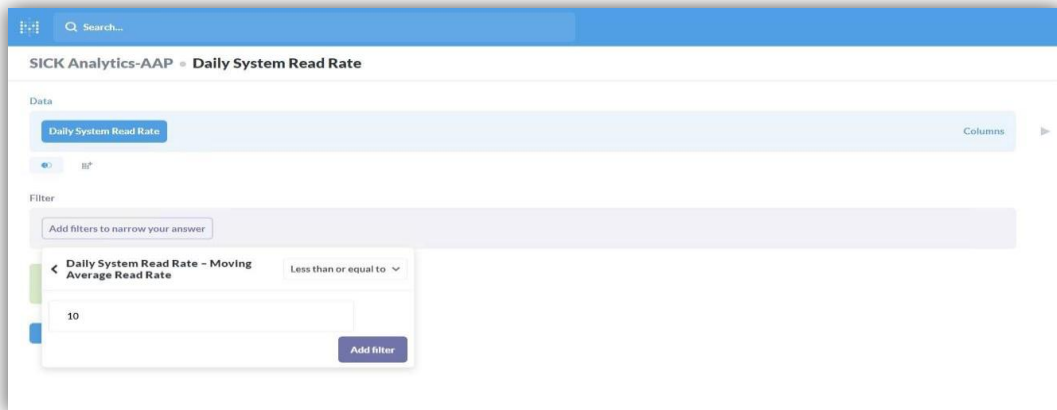 Search...
SICK Analytics-AAP • Daily System Read Rate
Data
Daily System Read Rate
Columns
Filter
Add filters to narrow your answer
Daily System Read Rate – Moving
Average Read Rate
Less than or equal to
10
Add filter